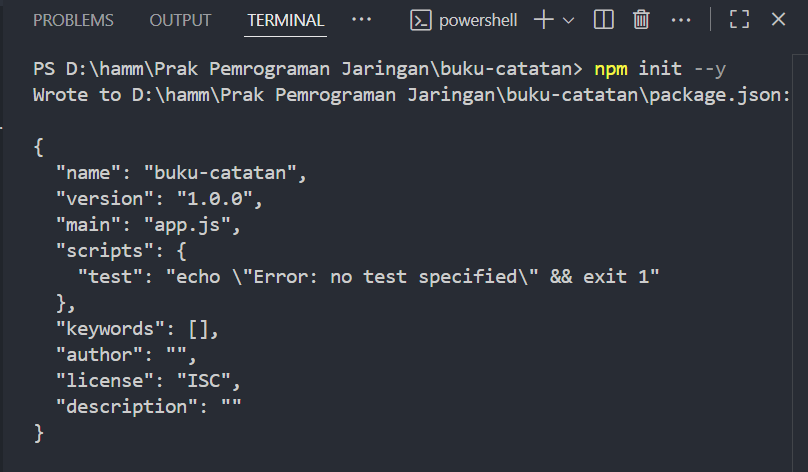 PROBLEMS OUTPUT TERMINAL ··· powershell
PS D:\hamm\Prak Pemrograman Jaringan\buku-catatan> npm init --y
Wrote to D:\hamm\Prak Pemrograman Jaringan\buku-catatan\package.json:
{
  "name": "buku-catatan",
  "version": "1.0.0",
  "main": "app.js",
  "scripts": {
    "test": "echo \"Error: no test specified\" && exit 1"
  },
  "keywords": [],
  "author": "",
  "license": "ISC",
  "description": ""
}